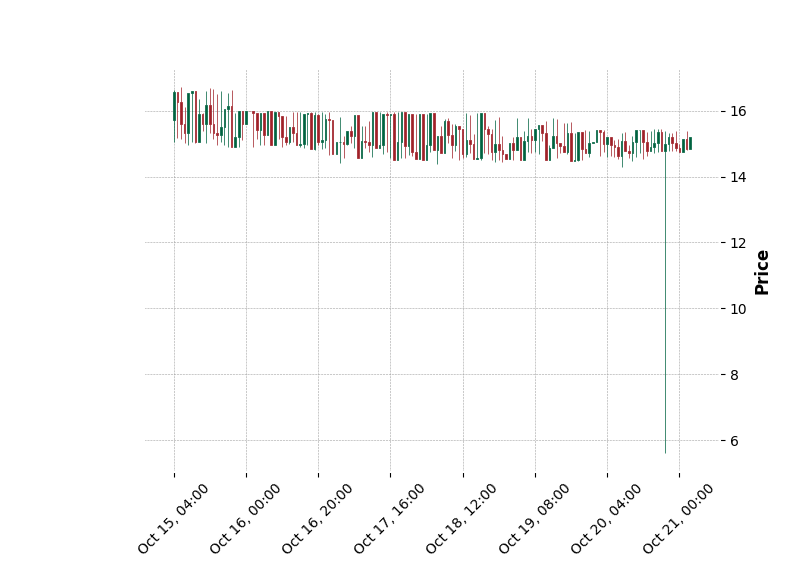 16
14
12
10
8
6
Price
Oct 15, 04:00
Oct 16, 00:00
Oct 16, 20:00
Oct 17, 16:00
Oct 18, 12:00
Oct 19, 08:00
Oct 20, 04:00
Oct 21, 00:00